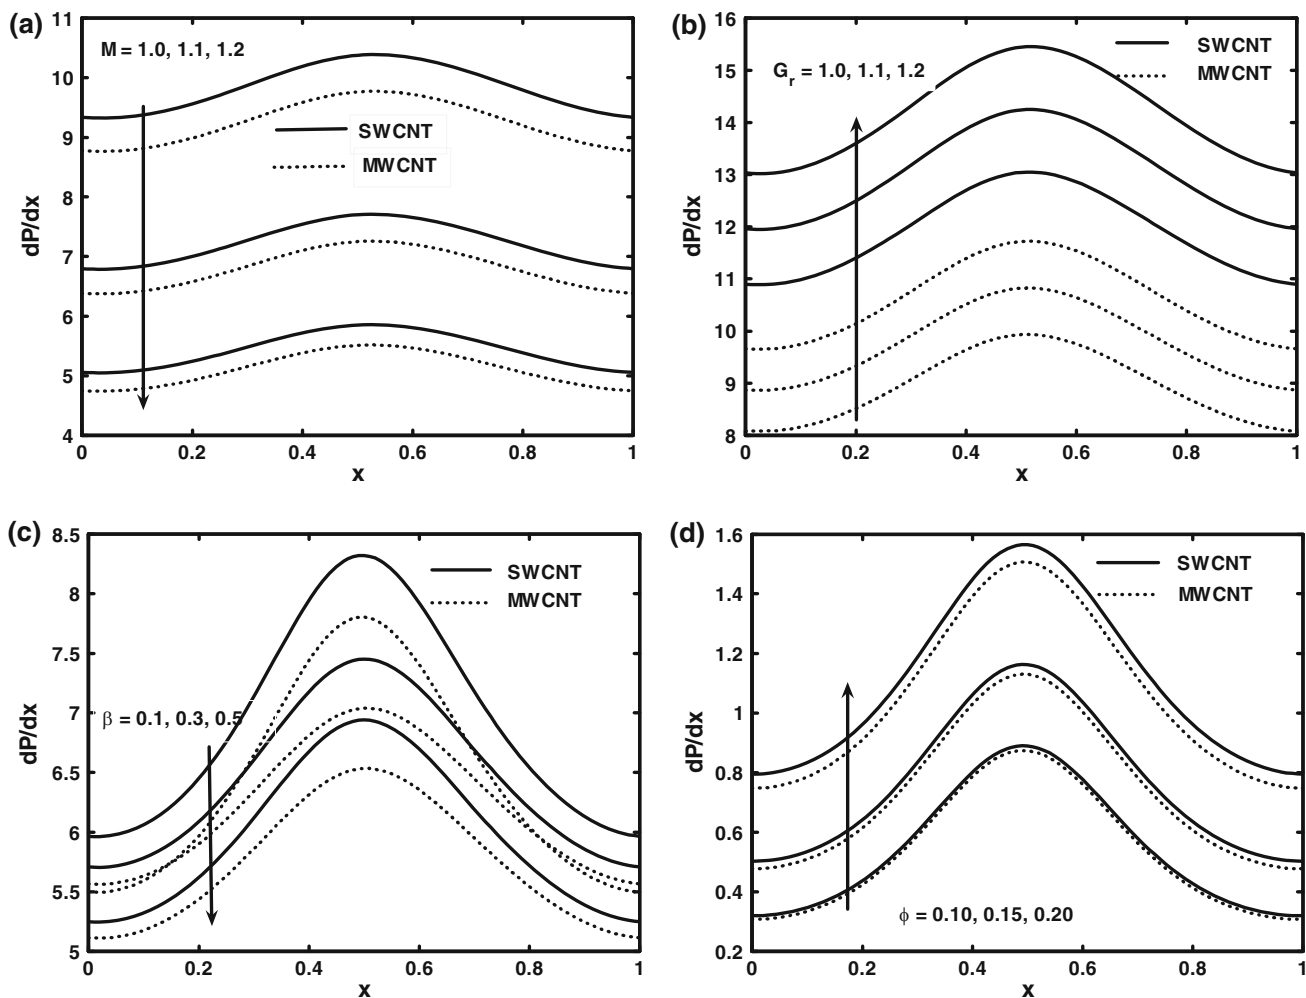 (a)
M = 1.0, 1.1, 1.2
SWCNT
MWCNT
11
10
9
8
7
6
5
4
dP/dx
0
0.2
0.4
0.6
0.8
1
x
(b)
G_r = 1.0, 1.1, 1.2
SWCNT
MWCNT
16
15
14
13
12
11
10
9
8
dP/dx
0
0.2
0.4
0.6
0.8
1
x
(c)
SWCNT
MWCNT
β = 0.1, 0.3, 0.5
8.5
8
7.5
7
6.5
6
5.5
5
dP/dx
0
0.2
0.4
0.6
0.8
1
x
(d)
SWCNT
MWCNT
ϕ = 0.10, 0.15, 0.20
1.6
1.4
1.2
1
0.8
0.6
0.4
0.2
dP/dx
0
0.2
0.4
0.6
0.8
1
x